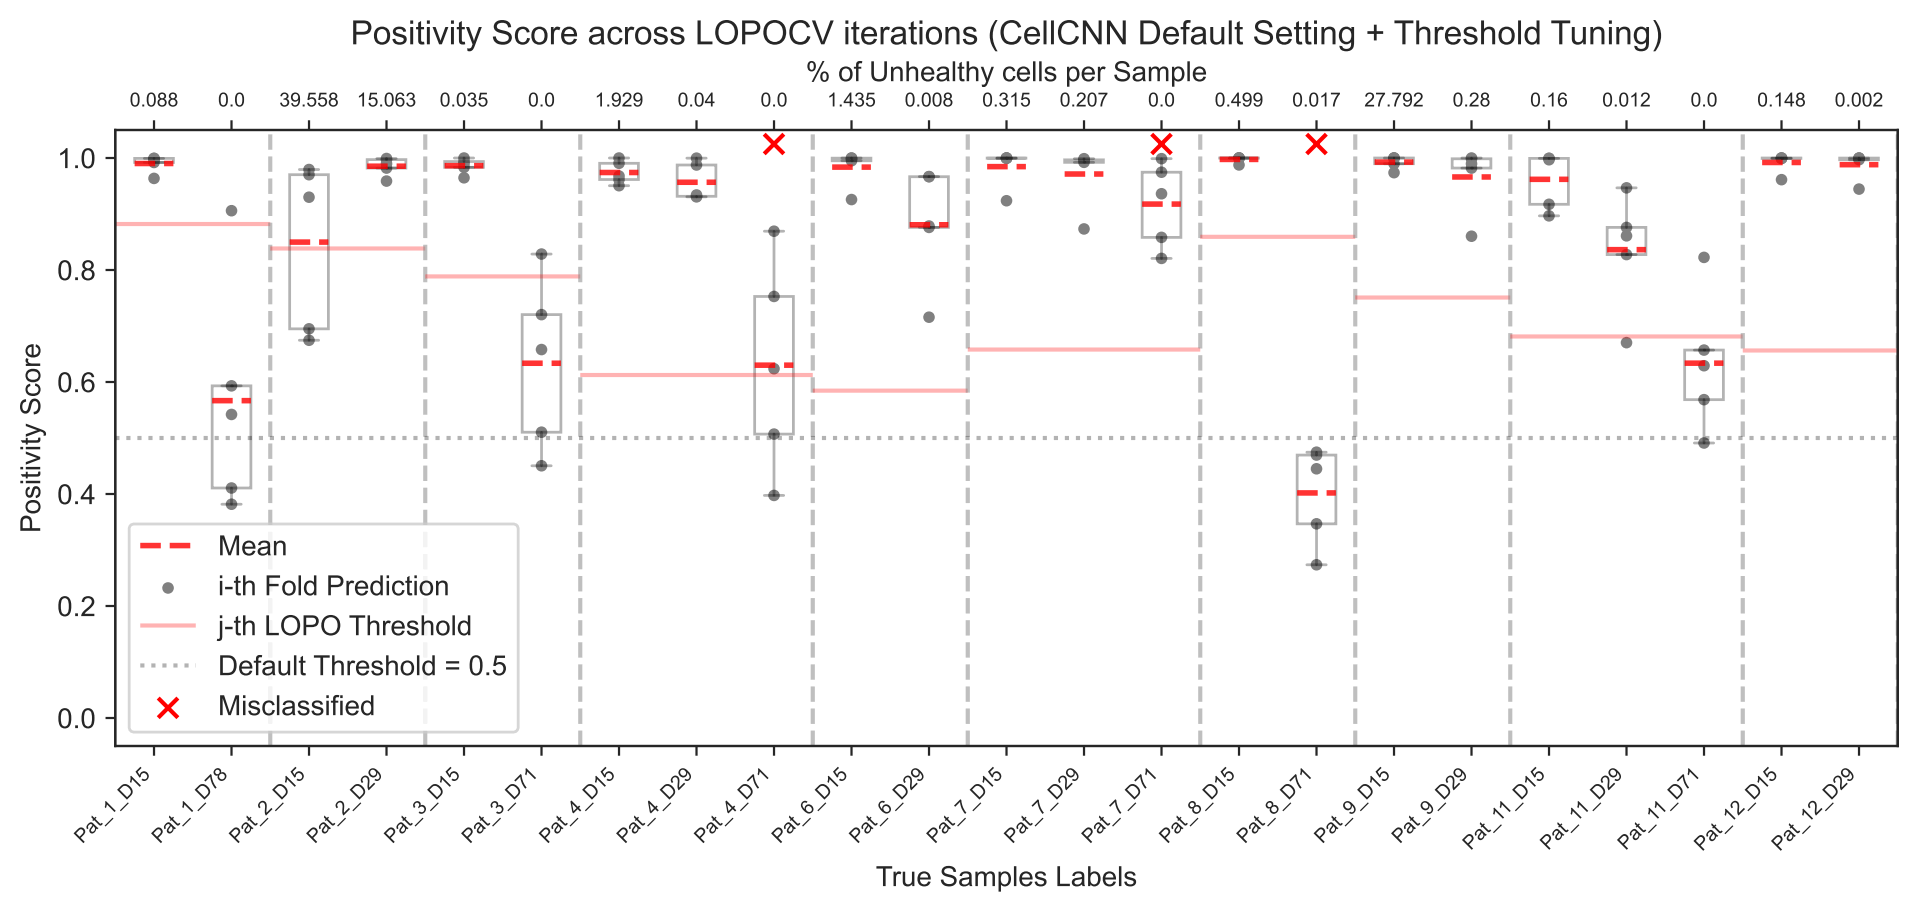 Positivity Score across LOPOCV iterations (CellCNN Default Setting + Threshold Tuning)
% of Unhealthy cells per Sample
0.088 0.0 39.558 15.063 0.035 0.0 1.929 0.04 0.0 1.435 0.008 0.315 0.207 0.0 0.499 0.017 27.792 0.28 0.16 0.012 0.0 0.148 0.002
Positivity Score
1.0
0.8
0.6
0.4
0.2
0.0
Mean
i-th Fold Prediction
j-th LOPO Threshold
Default Threshold = 0.5
Misclassified
Pat_1_D15 Pat_1_D78 Pat_2_D15 Pat_2_D29 Pat_3_D15 Pat_3_D71 Pat_4_D15 Pat_4_D29 Pat_4_D71 Pat_6_D15 Pat_6_D29 Pat_7_D15 Pat_7_D29 Pat_7_D71 Pat_8_D15 Pat_8_D71 Pat_9_D15 Pat_9_D29 Pat_11_D15 Pat_11_D29 Pat_11_D71 Pat_12_D15 Pat_12_D29
True Samples Labels